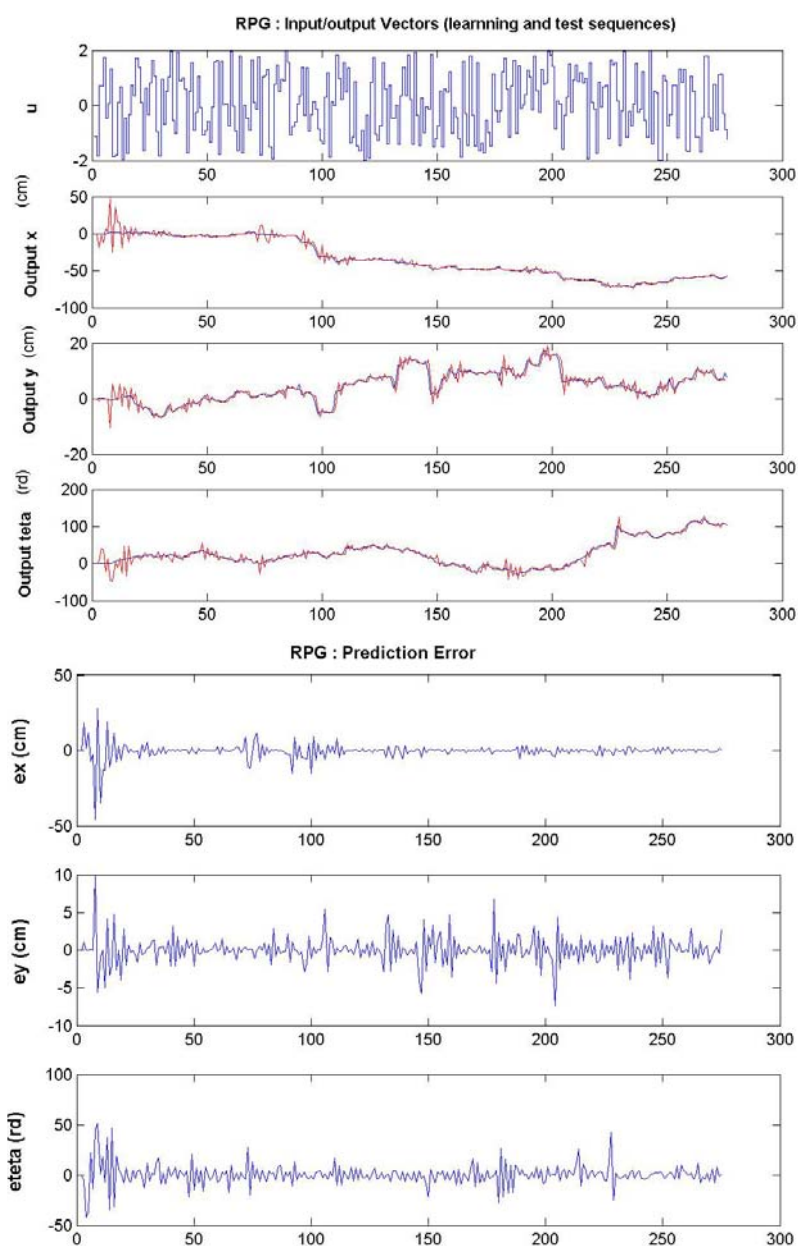 RPG : Input/output Vectors (learnning and test sequences)
2
0
-2
u
0 50 100 150 200 250 300
50
0
-50
-100
Output x (cm)
0 50 100 150 200 250 300
20
0
-20
Output y (cm)
0 50 100 150 200 250 300
200
100
0
-100
Output teta (rd)
0 50 100 150 200 250 300
RPG : Prediction Error
50
0
-50
ex (cm)
0 50 100 150 200 250 300
10
5
0
-5
-10
ey (cm)
0 50 100 150 200 250 300
100
50
0
-50
eteta (rd)
0 50 100 150 200 250 300